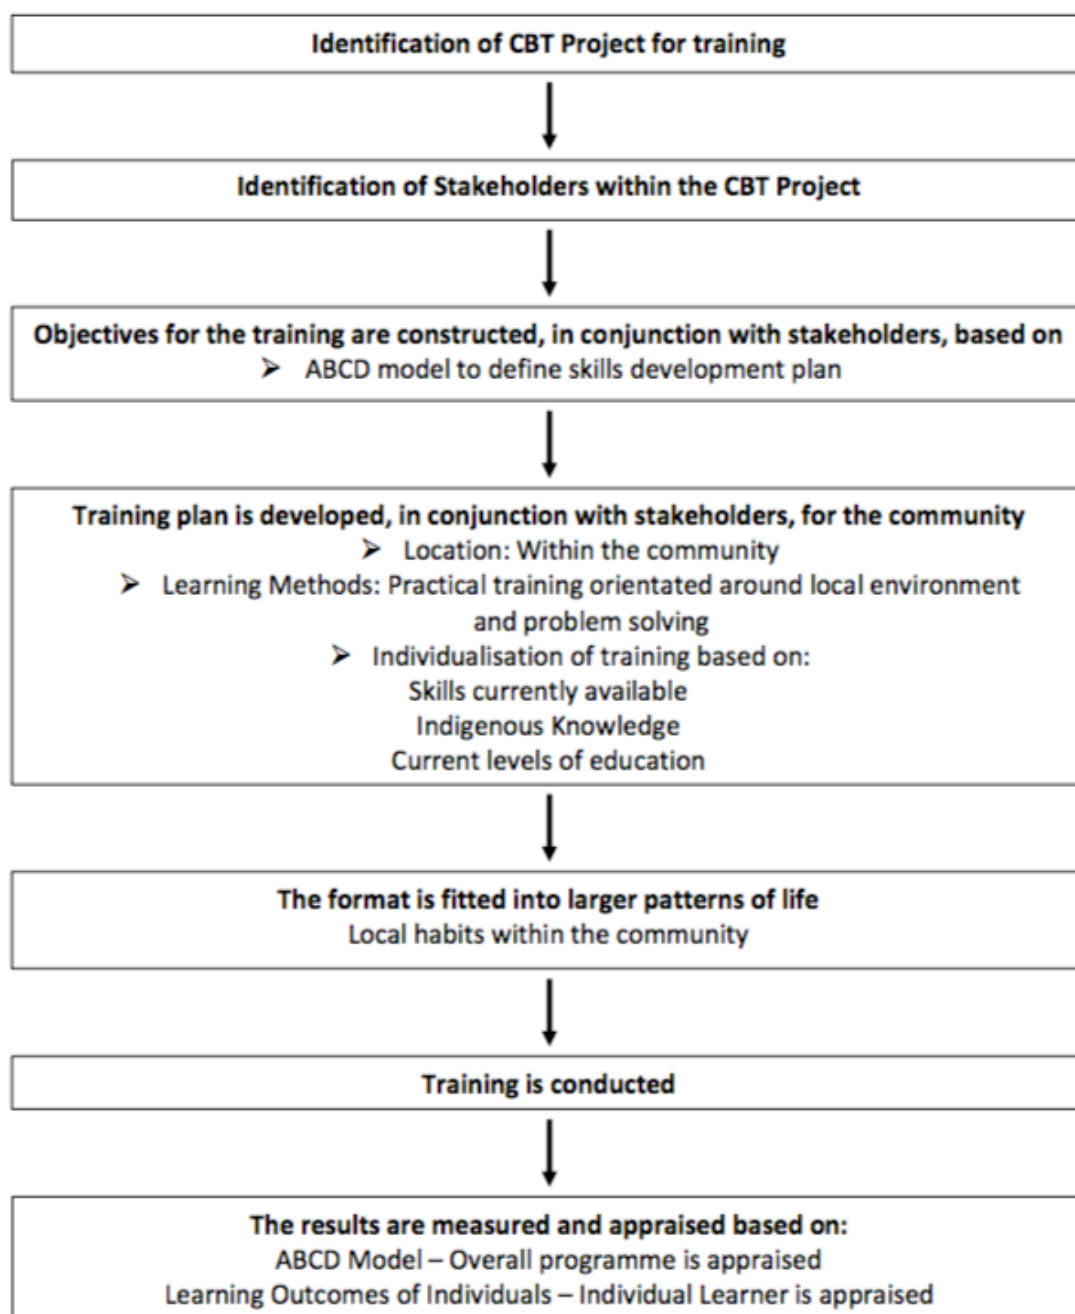 Identification of CBT Project for training
Identification of Stakeholders within the CBT Project
Objectives for the training are constructed, in conjunction with stakeholders, based on
➢ ABCD model to define skills development plan
Training plan is developed, in conjunction with stakeholders, for the community
➢ Location: Within the community
➢ Learning Methods: Practical training orientated around local environment
and problem solving
➢ Individualisation of training based on:
Skills currently available
Indigenous Knowledge
Current levels of education
The format is fitted into larger patterns of life
Local habits within the community
Training is conducted
The results are measured and appraised based on:
ABCD Model – Overall programme is appraised
Learning Outcomes of Individuals – Individual Learner is appraised